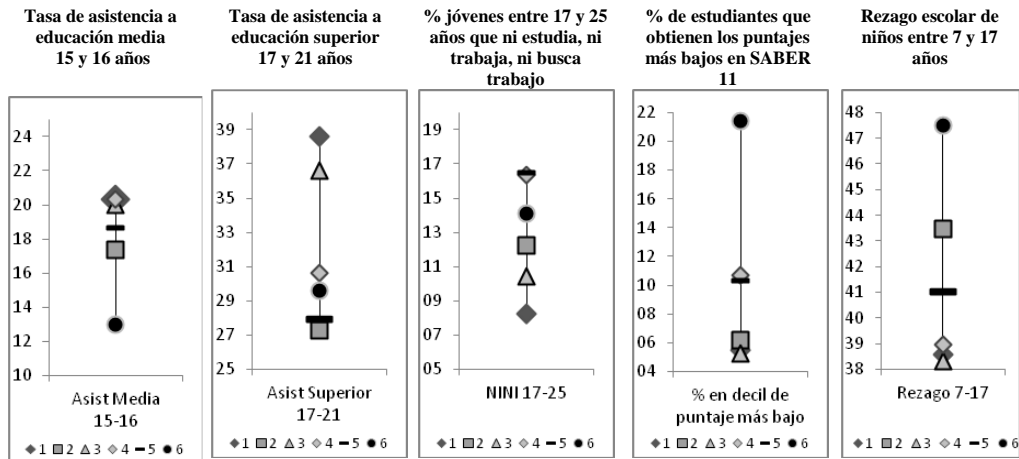 Tasa de asistencia a
educación media
15 y 16 años
24
22
20
18
16
14
12
10
Asist Media
15-16
1 2 3 4 5 6
Tasa de asistencia a
educación superior
17 y 21 años
39
37
35
33
31
29
27
25
Asist Superior
17-21
1 2 3 4 5 6
% jóvenes entre 17 y 25
años que ni estudia, ni
trabaja, ni busca
trabajo
19
17
15
13
11
09
07
05
NINI 17-25
1 2 3 4 5 6
% de estudiantes que
obtienen los puntajes
más bajos en SABER
11
22
20
18
16
14
12
10
08
06
04
% en decil de
puntaje más bajo
1 2 3 4 5 6
Rezago escolar de
niños entre 7 y 17
años
48
47
46
45
44
43
42
41
40
39
38
Rezago 7-17
1 2 3 4 5 6